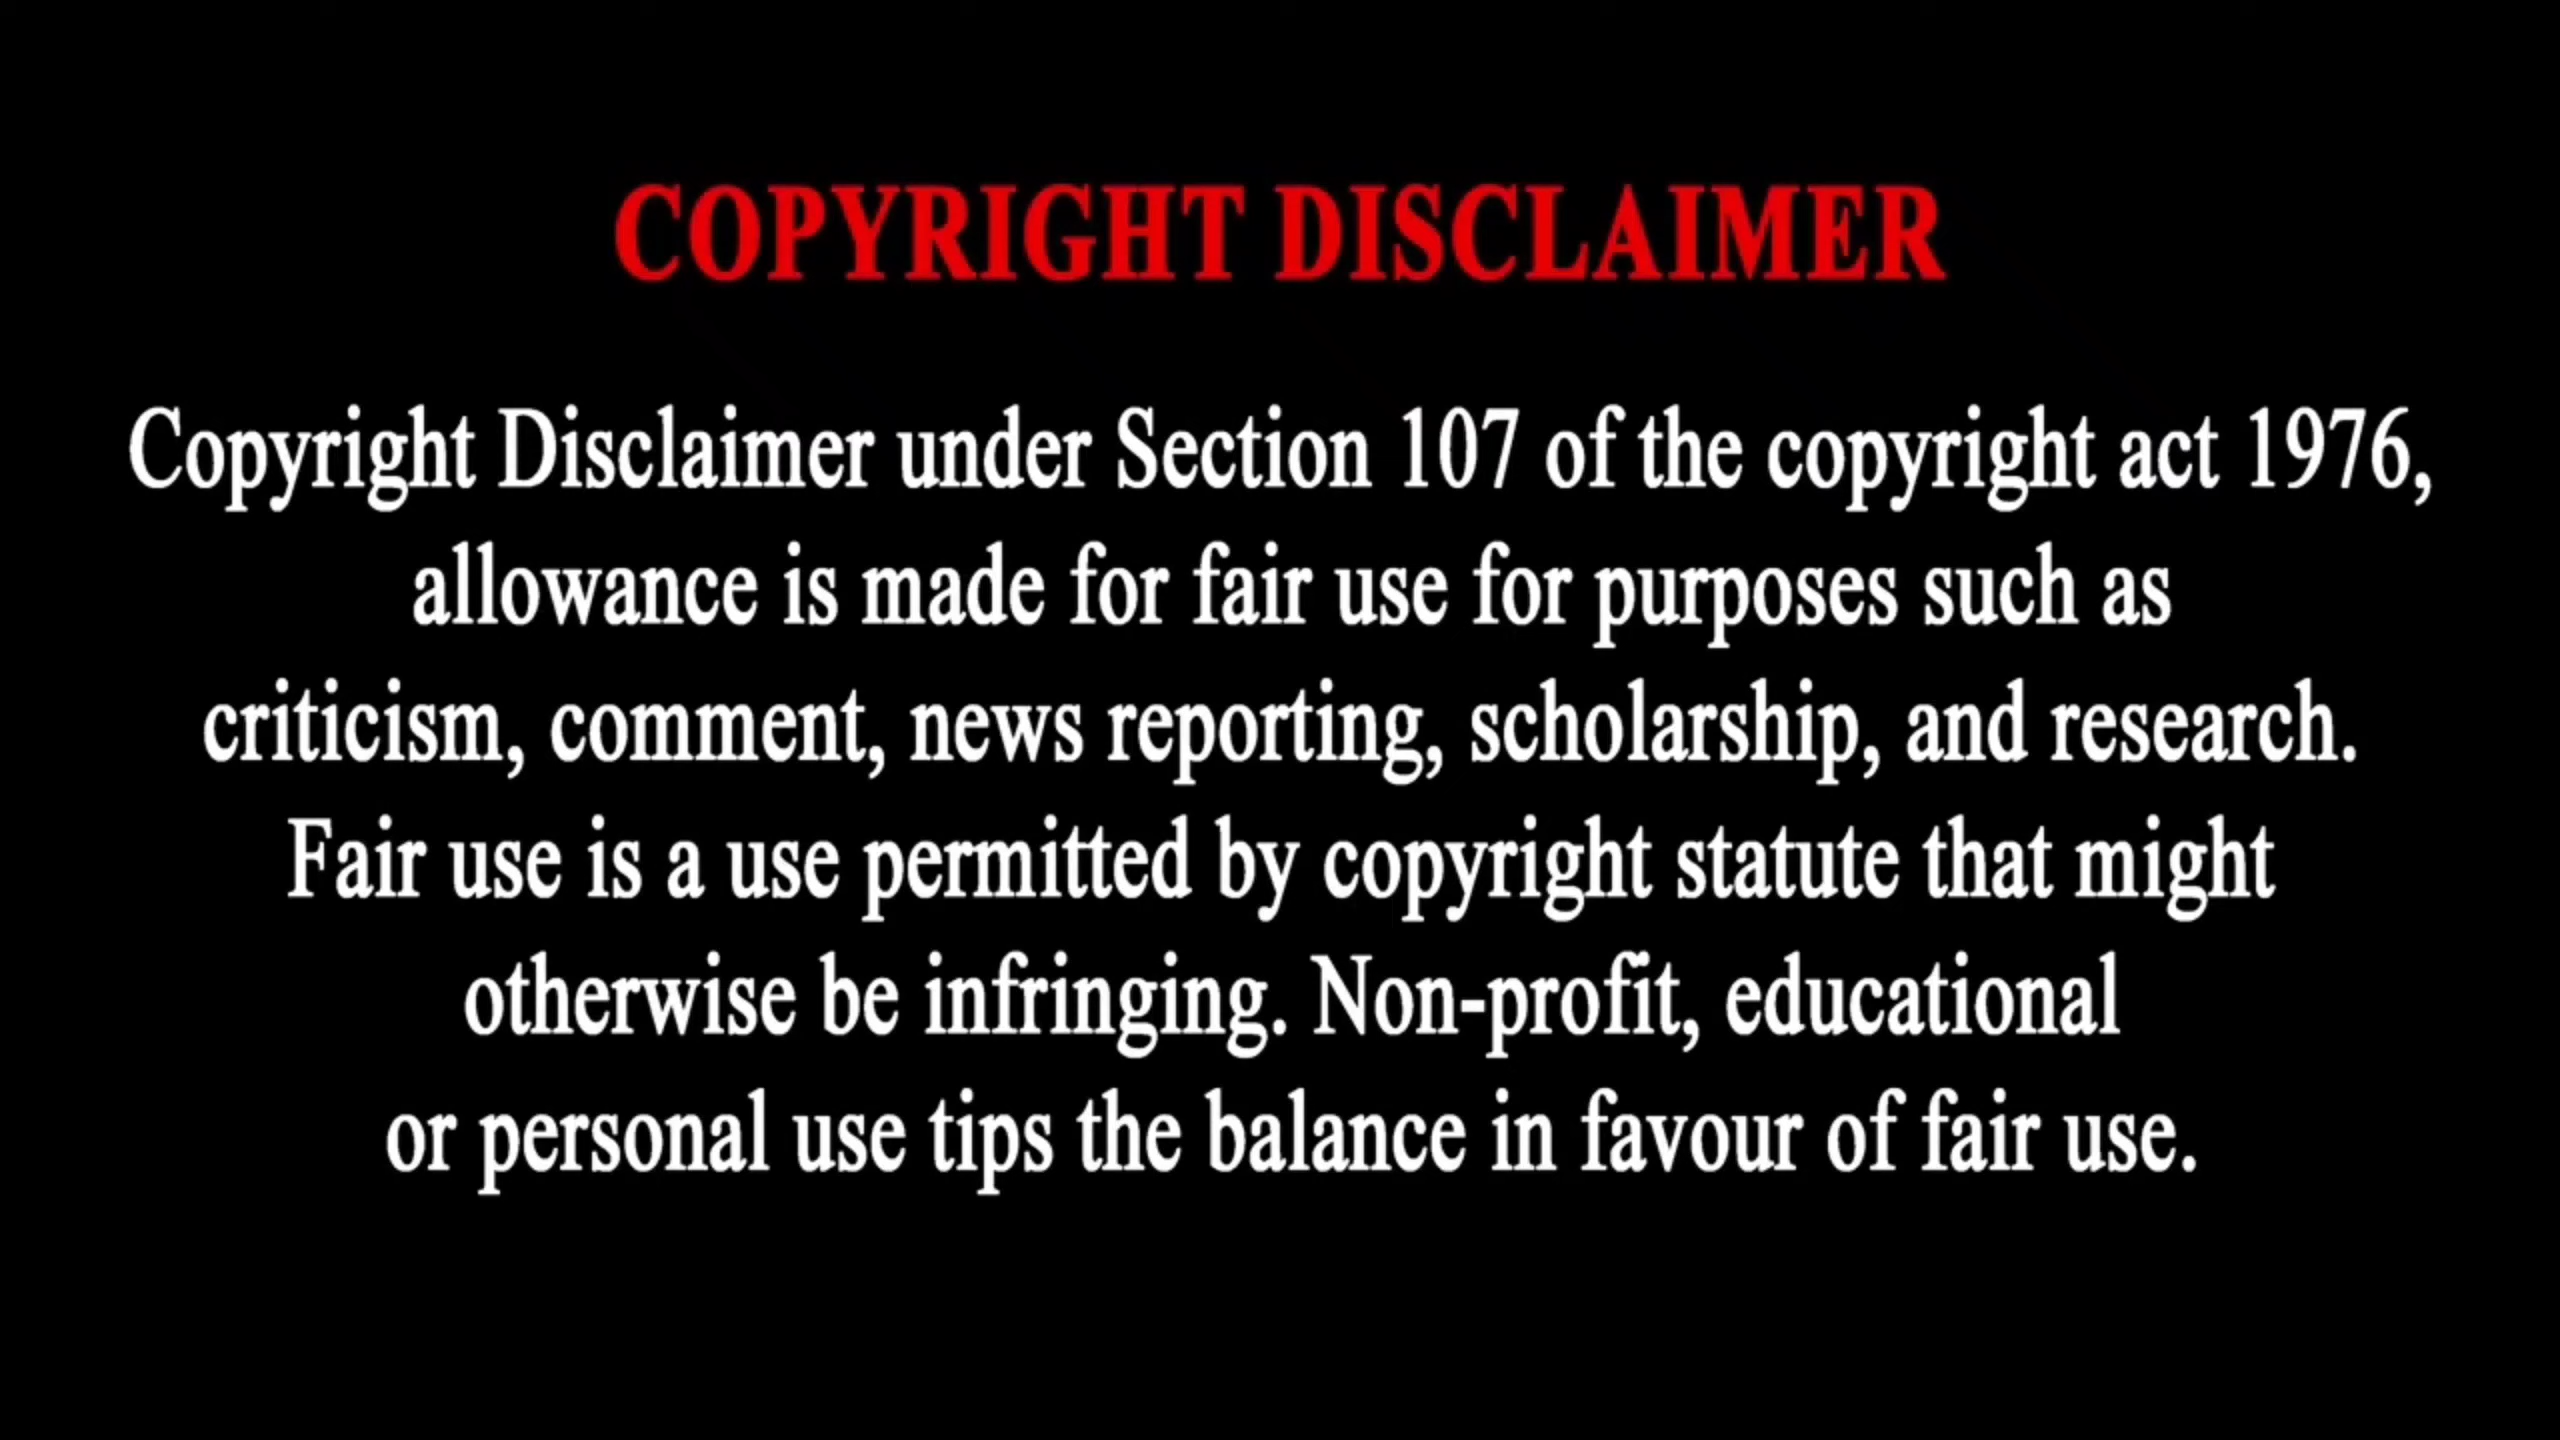 COPYRIGHT DISCLAIMER
Copyright Disclaimer under Section 107 of the copyright act 1976,
allowance is made for fair use for purposes such as
criticism, comment, news reporting, scholarship, and research.
Fair use is a use permitted by copyright statute that might
otherwise be infringing. Non-profit, educational
or personal use tips the balance in favour of fair use.